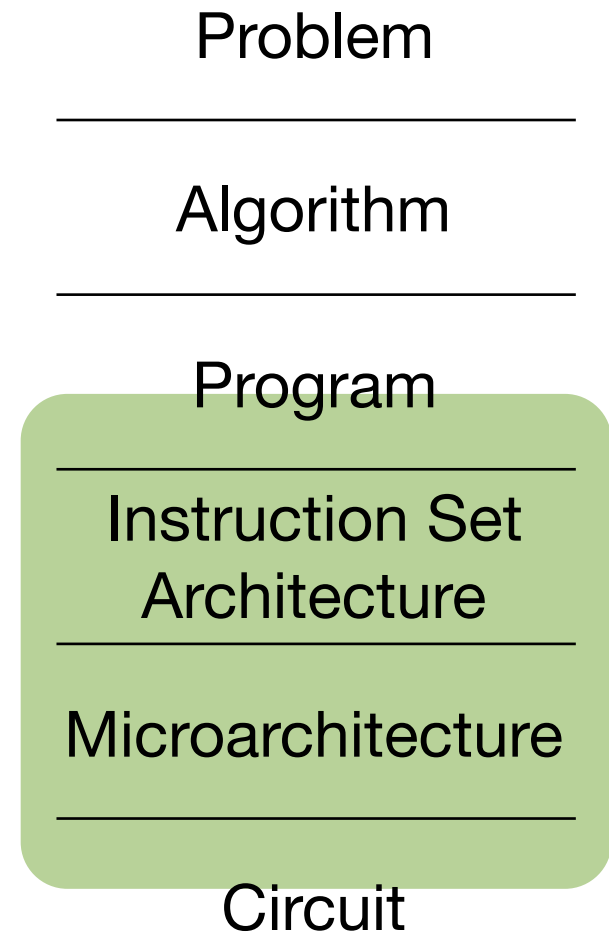 Problem
Algorithm
Program
Instruction Set
Architecture
Microarchitecture
Circuit